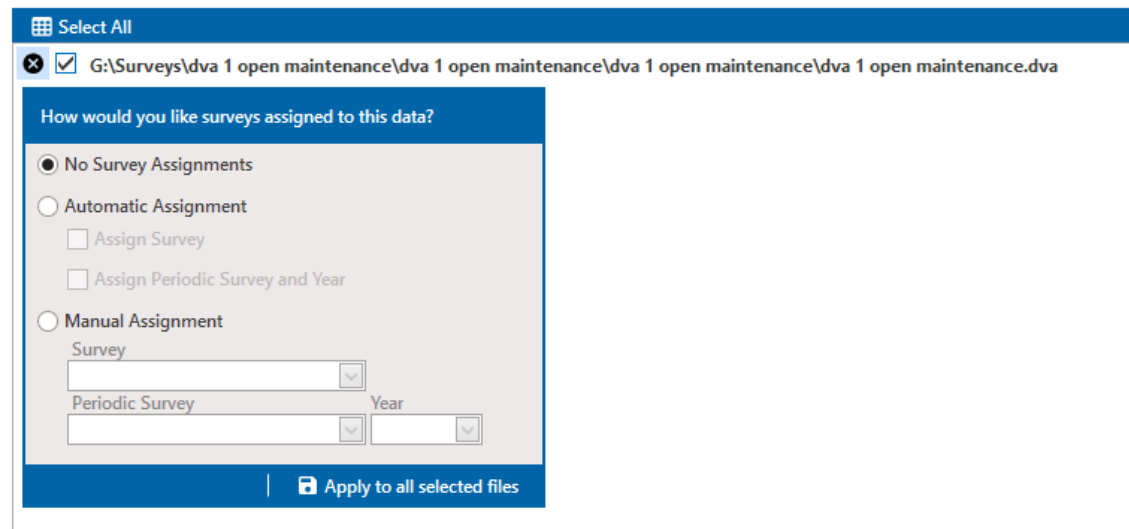 Select All
G:\Surveys\dva 1 open maintenance\dva 1 open maintenance\dva 1 open maintenance\dva 1 open maintenance.dva
How would you like surveys assigned to this data?
No Survey Assignments
Automatic Assignment
Assign Survey
Assign Periodic Survey and Year
Manual Assignment
Survey
Periodic Survey Year
Apply to all selected files